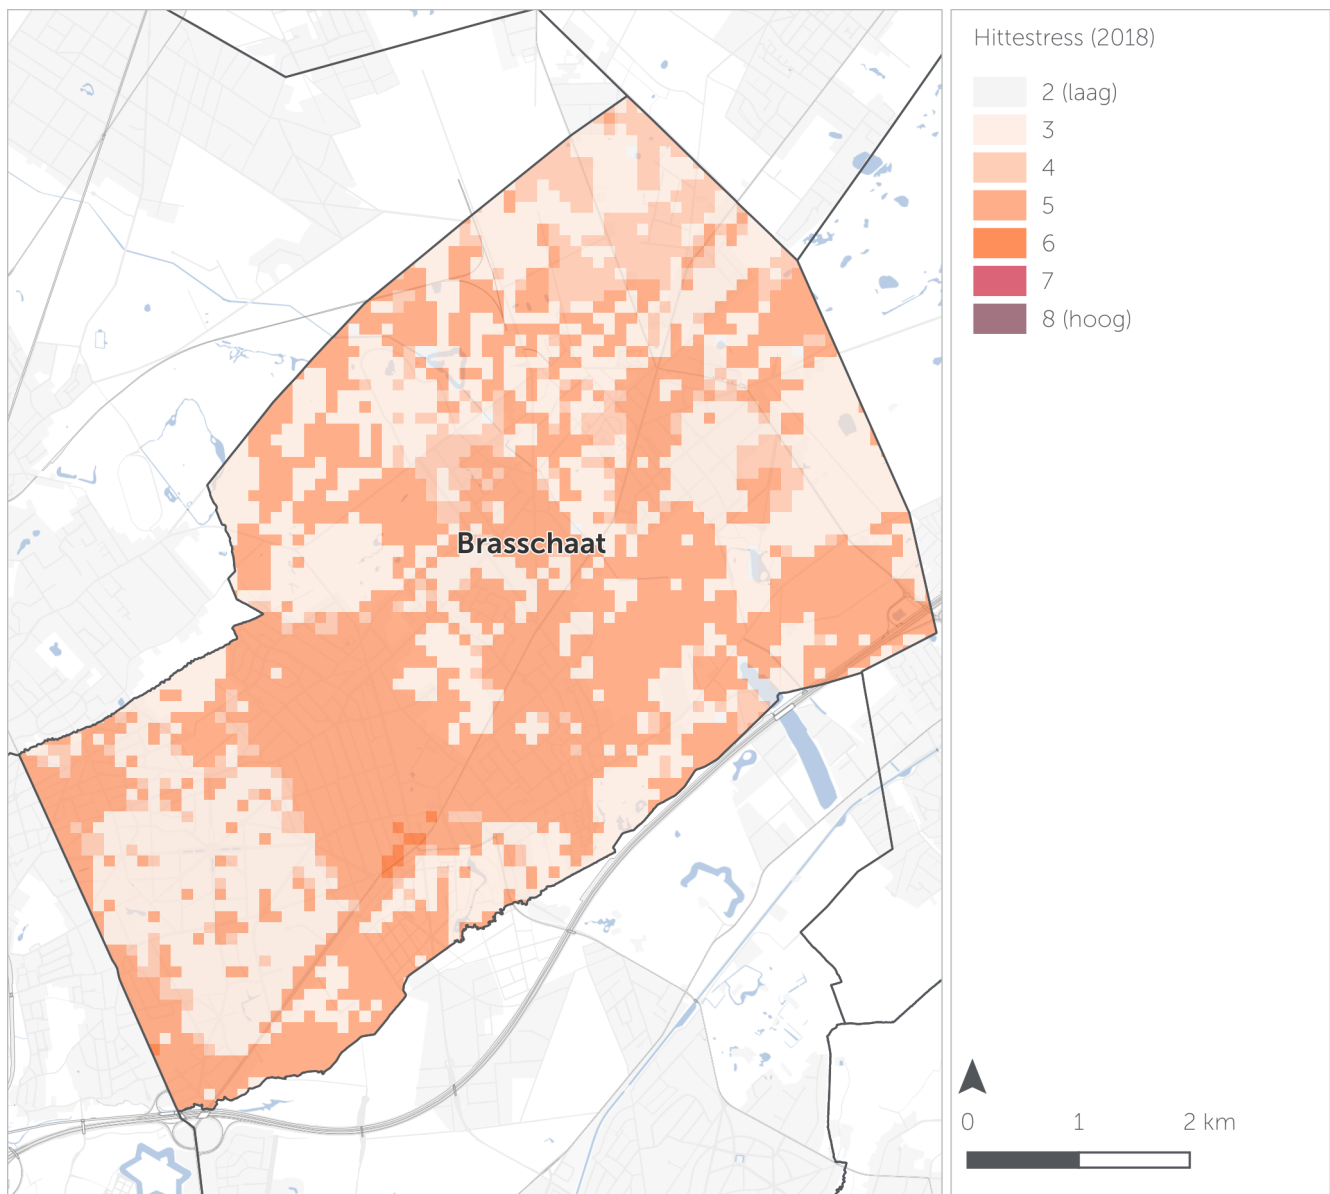 Hittestress (2018)
2 (laag)
3
4
5
6
7
8 (hoog)
Brasschaat
0 1 2 km